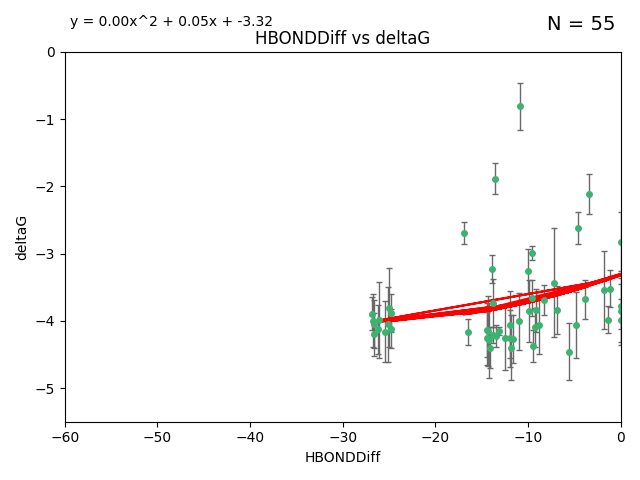 y = 0.00x^2 + 0.05x + -3.32
N = 55
HBONDDiff vs deltaG
0
−1
−2
−3
−4
−5
deltaG
−60
−50
−40
−30
−20
−10
0
HBONDDiff